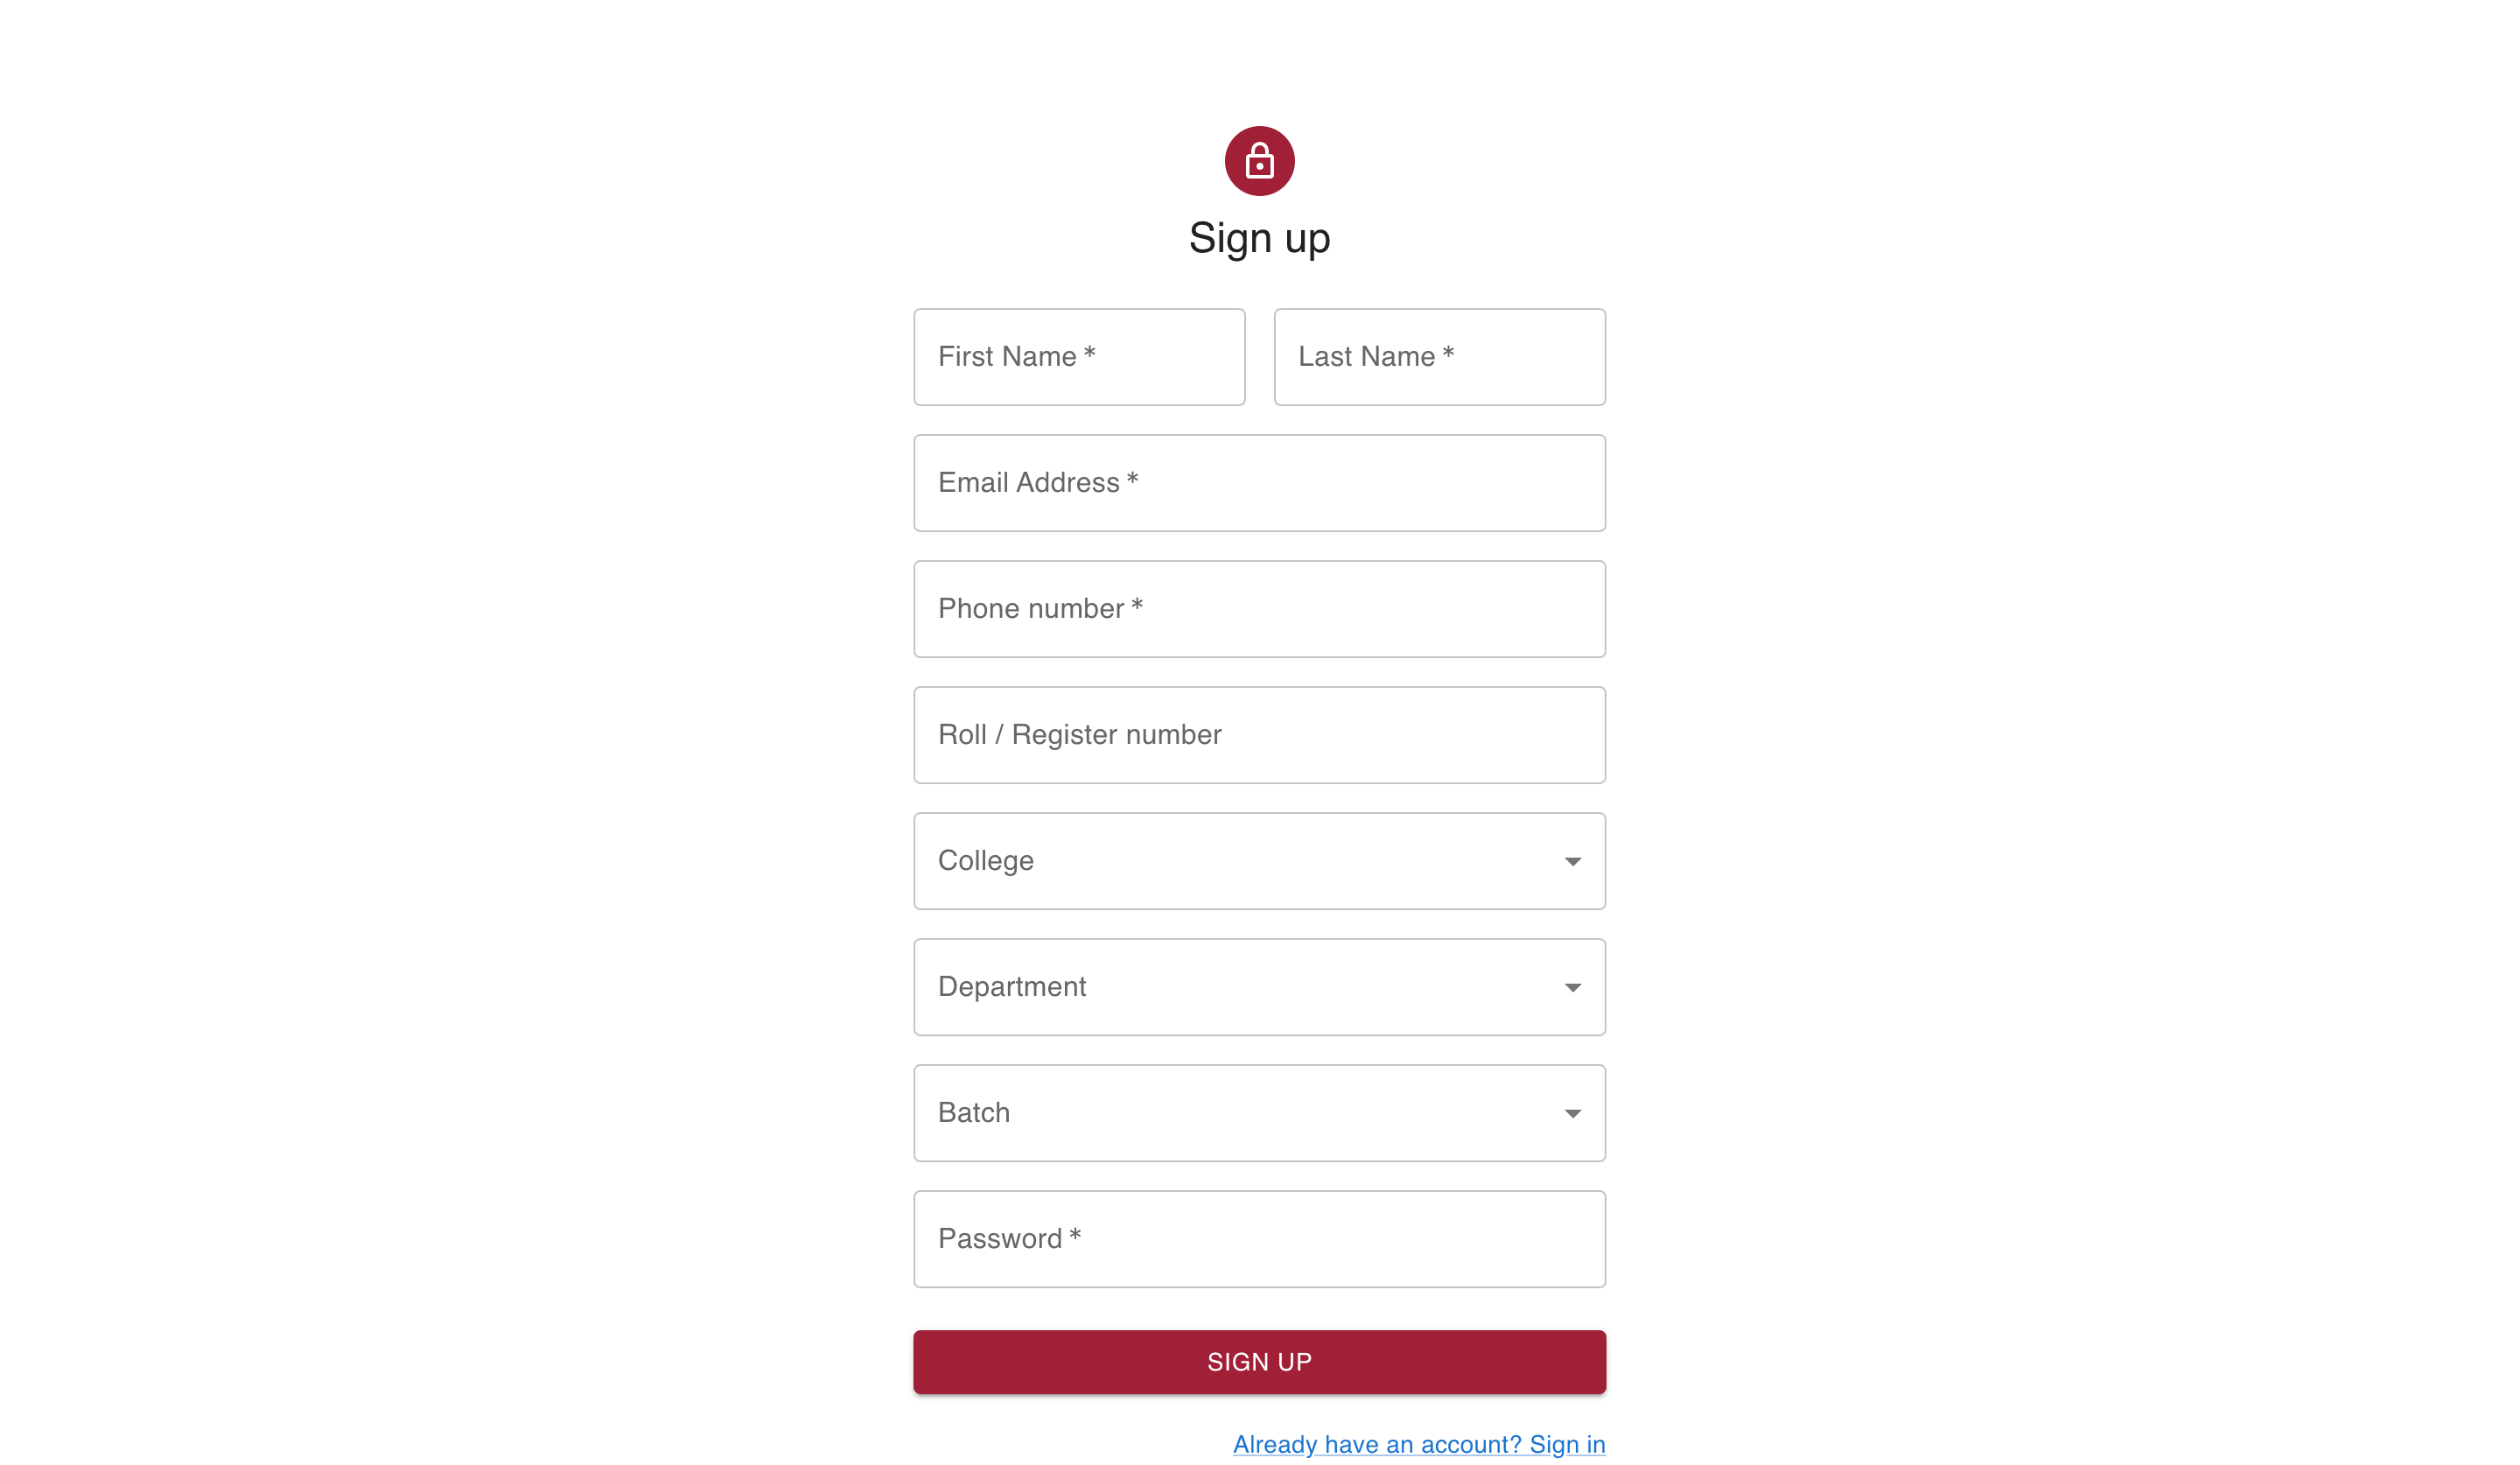 Sign up
First Name *
Last Name *
Email Address *
Phone number *
Roll / Register number
College
Department
Batch
Password *
SIGN UP
Already have an account? Sign in